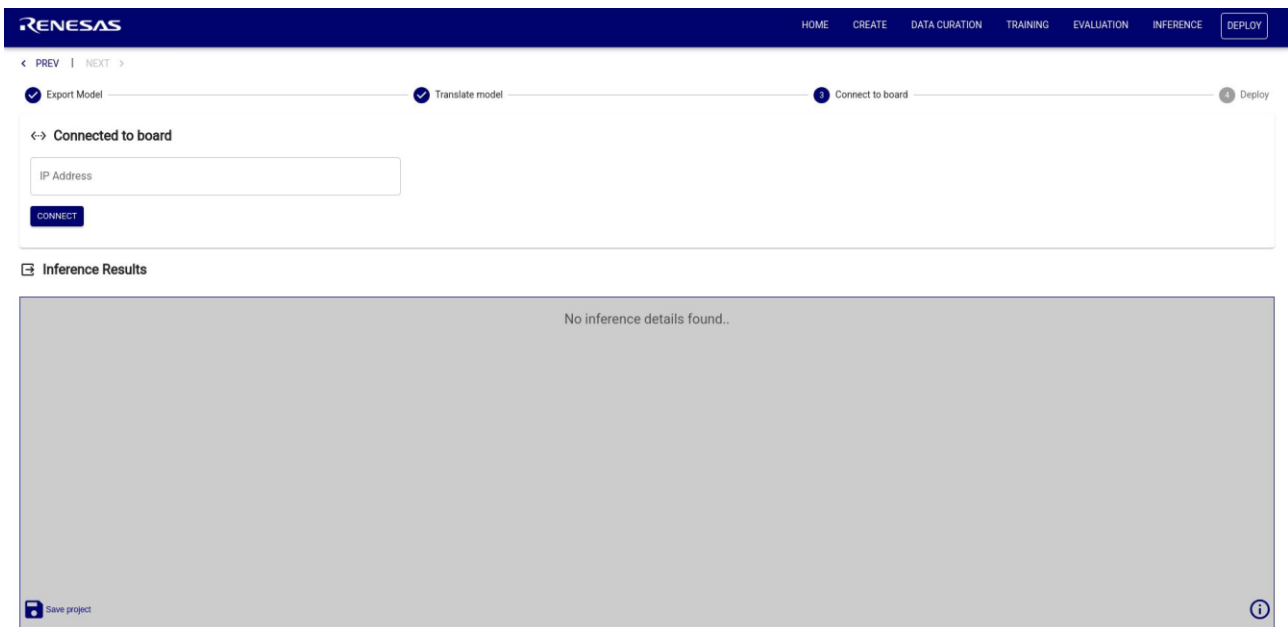 RENESAS HOME CREATE DATA CURATION TRAINING EVALUATION INFERENCE DEPLOY
< PREV | NEXT >
Export Model Translate model 3 Connect to board 4 Deploy
Connected to board
IP Address
CONNECT
Inference Results
No inference details found..
Save project